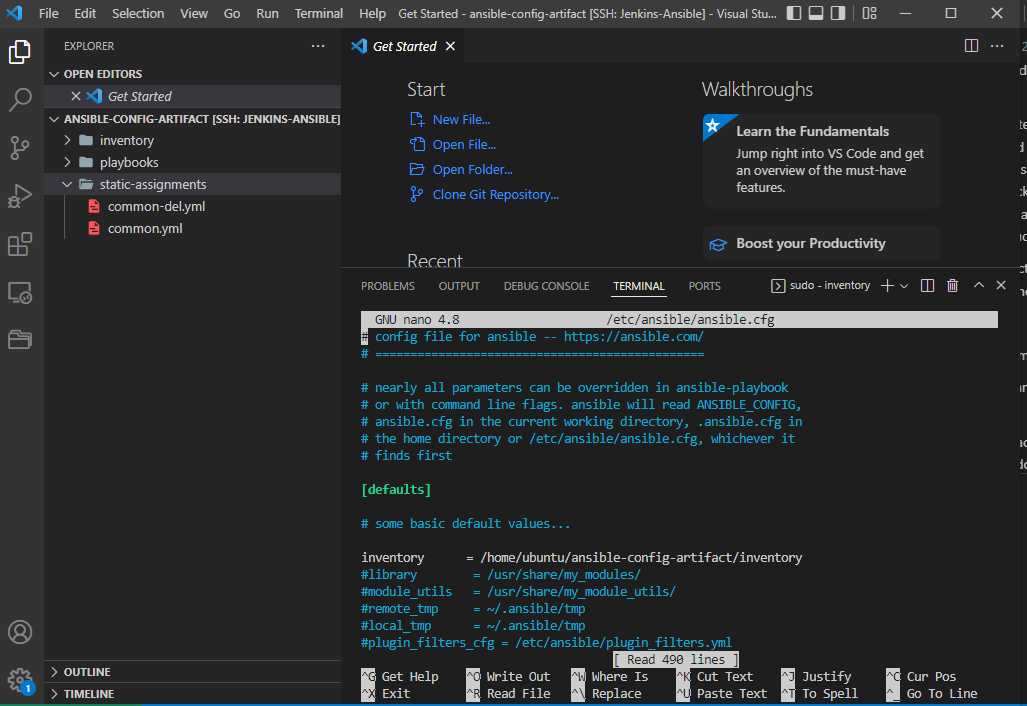 File Edit Selection View Go Run Terminal Help Get Started - ansible-config-artifact [SSH: Jenkins-Ansible] - Visual Stu...
EXPLORER ...
OPEN EDITORS
Get Started
ANSIBLE-CONFIG-ARTIFACT [SSH: JENKINS-ANSIBLE]
inventory
playbooks
static-assignments
common-del.yml
common.yml
OUTLINE
TIMELINE
1
Get Started
Start
New File...
Open File...
Open Folder...
Clone Git Repository...
Recent
Walkthroughs
Learn the Fundamentals
Jump right into VS Code and get
an overview of the must-have
features.
Boost your Productivity
PROBLEMS OUTPUT DEBUG CONSOLE TERMINAL PORTS sudo - inventory
GNU nano 4.8 /etc/ansible/ansible.cfg
# config file for ansible -- https://ansible.com/
# ===============================================
# nearly all parameters can be overridden in ansible-playbook
# or with command line flags. ansible will read ANSIBLE_CONFIG,
# ansible.cfg in the current working directory, .ansible.cfg in
# the home directory or /etc/ansible/ansible.cfg, whichever it
# finds first
[defaults]
# some basic default values...
inventory = /home/ubuntu/ansible-config-artifact/inventory
#library = /usr/share/my_modules/
#module_utils = /usr/share/my_module_utils/
#remote_tmp = ~/.ansible/tmp
#local_tmp = ~/.ansible/tmp
#plugin_filters_cfg = /etc/ansible/plugin_filters.yml
[ Read 490 lines ]
^G Get Help ^O Write Out ^W Where Is ^K Cut Text ^J Justify ^C Cur Pos
^X Exit ^R Read File ^\ Replace ^U Paste Text ^T To Spell ^_ Go To Line